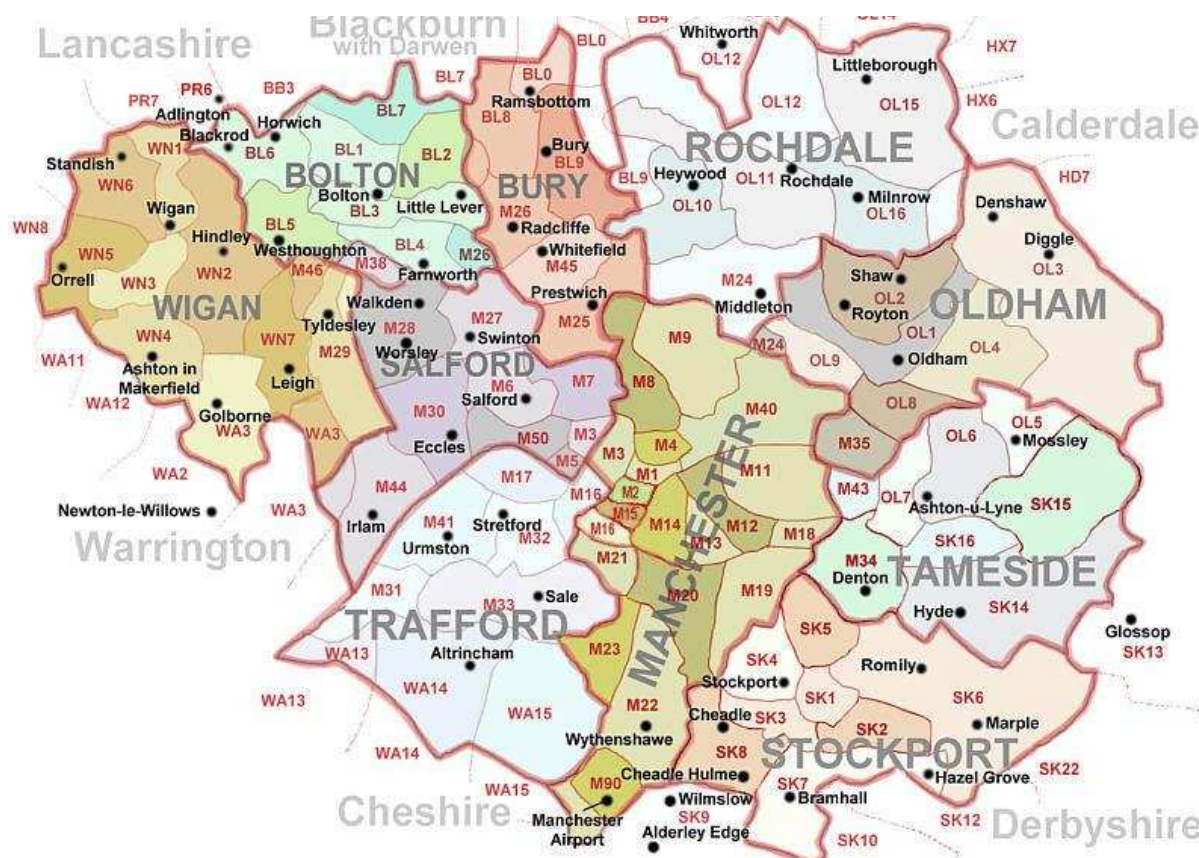 Lancashire
Blackburn
with Darwen
BB4
BL0
Whitworth
OL12
OL14
HX7
PR6
PR7
Adlington
BB3
BL7
BL7
BL0
Ramsbottom
BL8
Littleborough
OL12
OL15
HX6
Calderdale
Blackrod
Horwich
Standish
WN1
BL6
BL1
BL2
BOLTON
Bolton
BL3
Little Lever
Bury
BL9
BURY
BL9
Heywood
OL10
OL11
ROCHDALE
Rochdale
Milnrow
OL16
HD7
WN6
Wigan
Hindley
BL5
Westhoughton
M26
Radcliffe
Whitefield
M45
Denshaw
Diggle
OL3
WN8
WN5
Orrell
WN3
WN2
M46
M38
BL4
Farnworth
M26
WIGAN
Walkden
Prestwich
M25
M24
Middleton
Shaw
OL2
Royton
OL1
OLDHAM
Tyldesley
M28
Worsley
M27
Swinton
M9
M24
OL9
Oldham
OL4
WN4
WN7
M29
WA11
Ashton in
Makerfield
Leigh
SALFORD
M6
Salford
M7
M8
OL8
WA12
Golborne
WA3
WA3
M30
Eccles
M50
M3
M5
M3
M4
M40
M35
OL6
OL5
Mossley
WA2
M17
M1
M11
M43
OL7
Ashton-u-Lyne
SK15
Newton-le-Willows
WA3
M44
Irlam
M16
M2
M15
M16
M14
M12
M13
M18
MANCHESTER
Warrington
M41
Urmston
Stretford
M32
M21
M20
M19
SK16
M34
Denton
TAMESIDE
Hyde
SK14
M31
M33
Sale
TRAFFORD
Glossop
SK13
WA13
Altrincham
WA14
M23
SK5
SK4
Stockport
Romily
WA13
WA15
M22
Wythenshawe
Cheadle
SK3
SK1
SK2
SK6
Marple
STOCKPORT
WA14
WA15
M90
SK8
Cheadle Hulme
SK7
Bramhall
Hazel Grove
SK22
Cheshire
Manchester
Airport
Wilmslow
SK9
Alderley Edge
SK10
SK12
Derbyshire